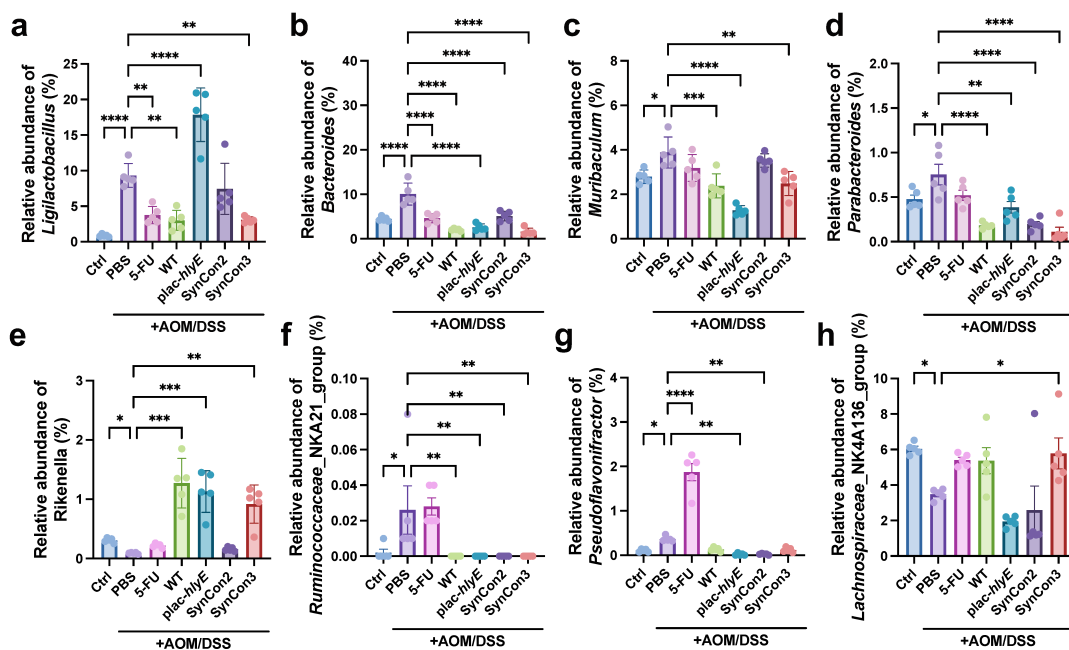 a
Relative abundance of
Ligilactobacillus (%)
25
20
15
10
5
0
**
****
**
****
**
Ctrl
PBS
5-FU
WT
plac-hlyE
SynCon2
SynCon3
+AOM/DSS
b
Relative abundance of
Bacteroides (%)
40
30
20
10
0
****
****
****
****
****
****
Ctrl
PBS
5-FU
WT
plac-hlyE
SynCon2
SynCon3
+AOM/DSS
c
Relative abundance of
Muribaculum (%)
8
6
4
2
0
**
****
*
***
Ctrl
PBS
5-FU
WT
plac-hlyE
SynCon2
SynCon3
+AOM/DSS
d
Relative abundance of
Parabacteroides (%)
2.0
1.5
1.0
0.5
0.0
****
****
**
*
****
Ctrl
PBS
5-FU
WT
plac-hlyE
SynCon2
SynCon3
+AOM/DSS
e
Relative abundance of
Rikenella (%)
3
2
1
0
**
***
*
***
Ctrl
PBS
5-FU
WT
plac-hlyE
SynCon2
SynCon3
+AOM/DSS
f
Relative abundance of
Ruminococcaceae_NKA21_group (%)
0.10
0.08
0.06
0.04
0.02
0.00
**
**
**
*
**
Ctrl
PBS
5-FU
WT
plac-hlyE
SynCon2
SynCon3
+AOM/DSS
g
Relative abundance of
Pseudoflavonifractor (%)
4
3
2
1
0
**
****
*
**
Ctrl
PBS
5-FU
WT
plac-hlyE
SynCon2
SynCon3
+AOM/DSS
h
Relative abundance of
Lachnospiraceae_NK4A136_group (%)
10
8
6
4
2
0
*
*
Ctrl
PBS
5-FU
WT
plac-hlyE
SynCon2
SynCon3
+AOM/DSS